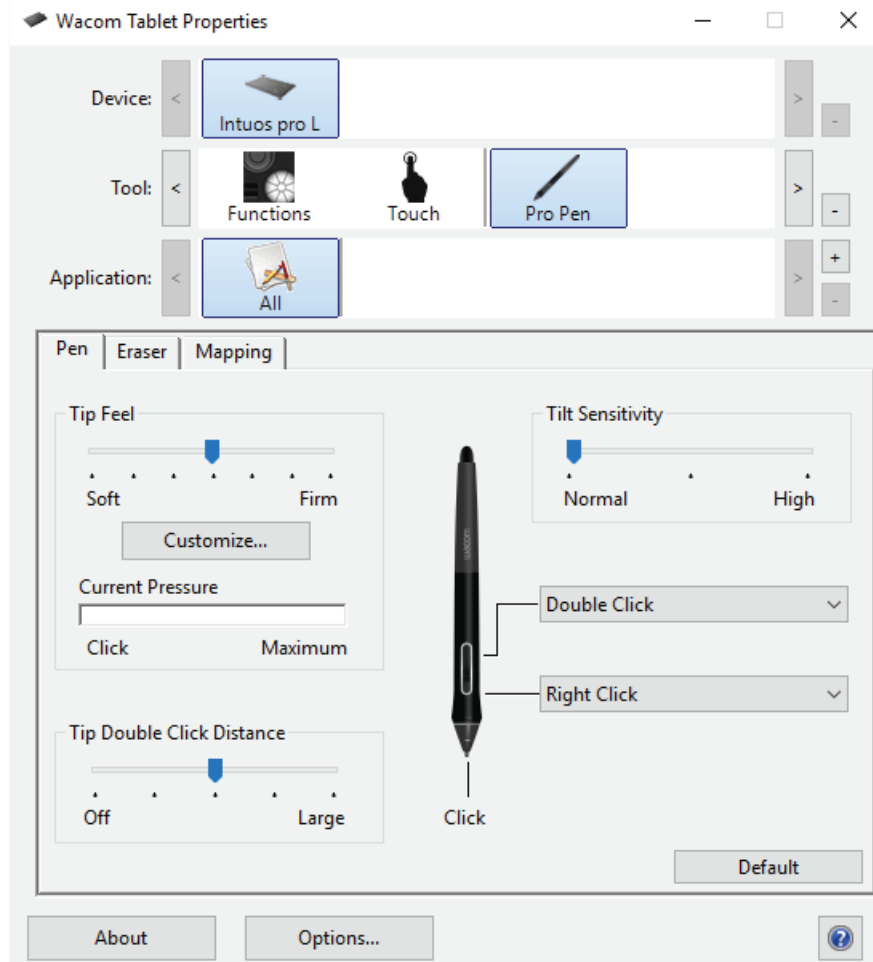 Wacom Tablet Properties
Device:
<
Intuos pro L
>
-
Tool:
<
Functions
Touch
Pro Pen
>
-
Application:
<
All
>
+
-
Pen
Eraser
Mapping
Tip Feel
Soft
Firm
Customize...
Current Pressure
Click
Maximum
Tip Double Click Distance
Off
Large
wacom
Click
Tilt Sensitivity
Normal
High
Double Click
Right Click
Default
About
Options...
?